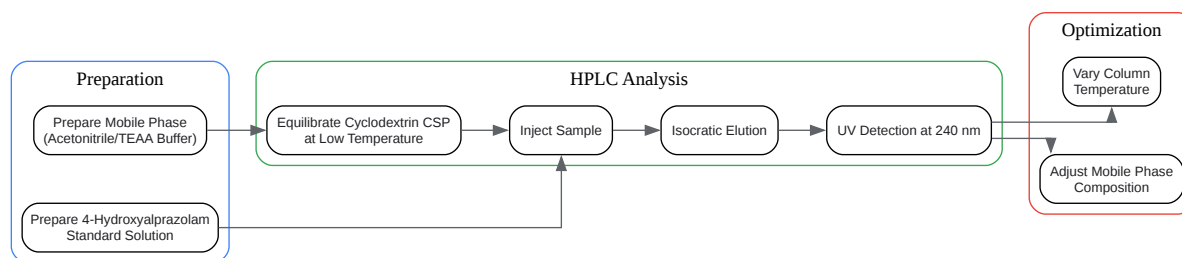 Preparation
Prepare Mobile Phase
(Acetonitrile/TEAA Buffer)
Prepare 4-Hydroxyalprazolam
Standard Solution
HPLC Analysis
Equilibrate Cyclodextrin CSP
at Low Temperature
Inject Sample
Isocratic Elution
UV Detection at 240 nm
Optimization
Vary Column
Temperature
Adjust Mobile Phase
Composition